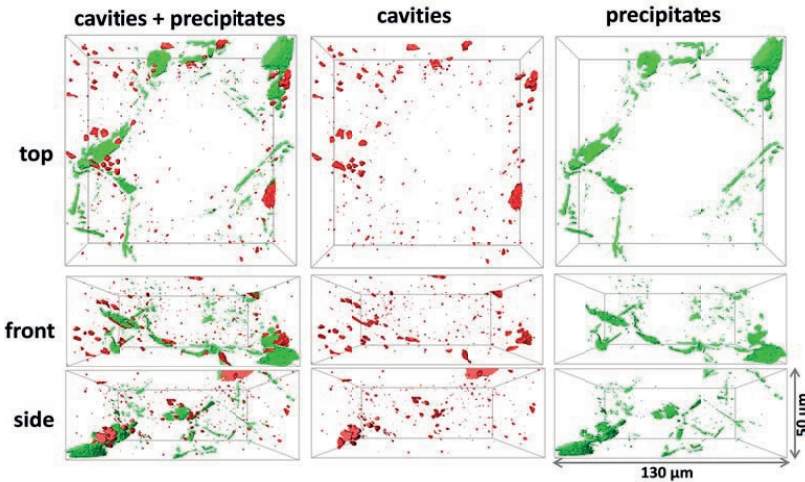 cavities + precipitates
cavities
precipitates
top
front
side
50 µm
130 µm